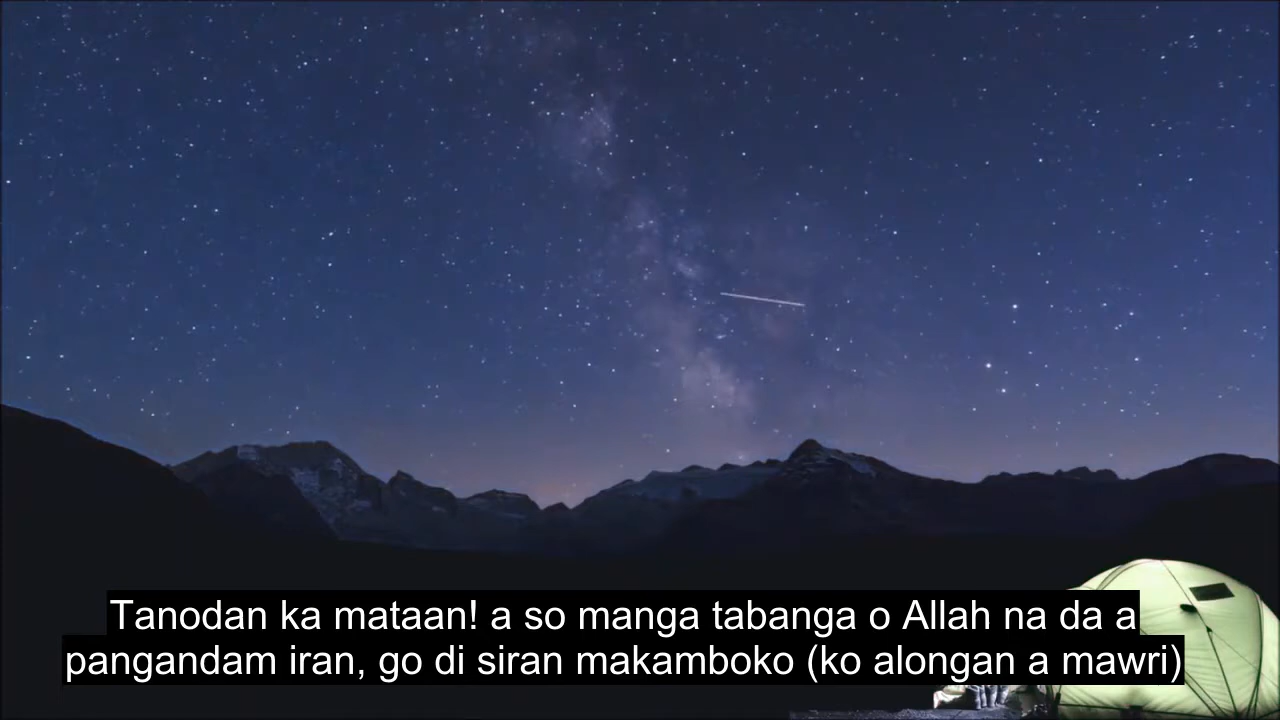 Tanodan ka mataan! a so manga tabanga o Allah na da a
pangandam iran, go di siran makamboko (ko alongan a mawri)